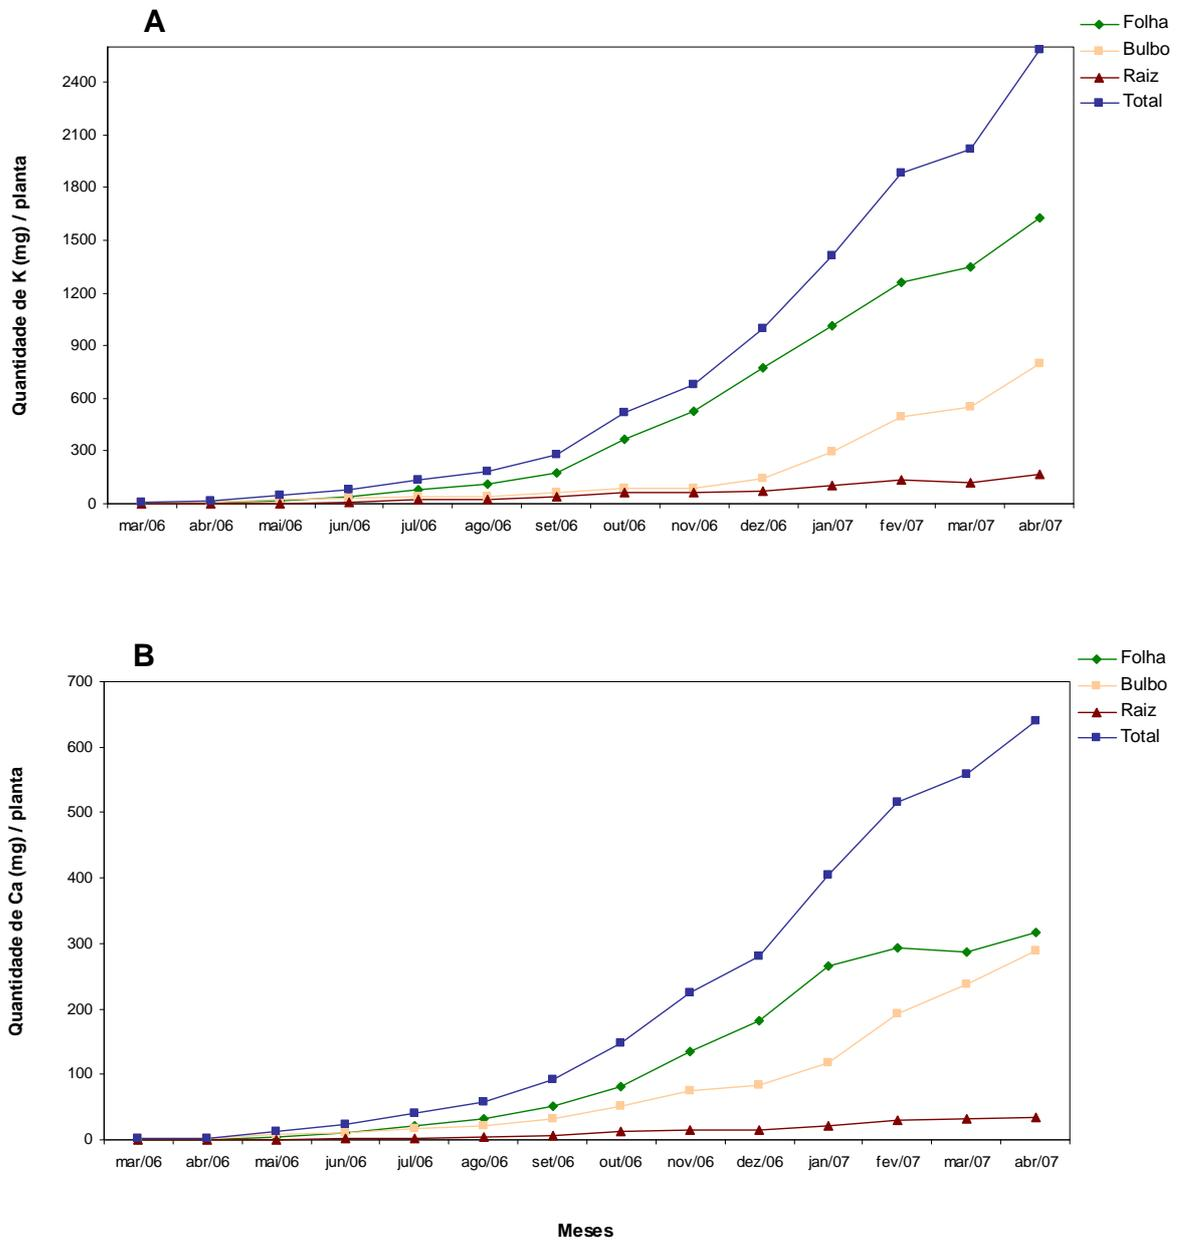 A
Folha
Bulbo
Raiz
Total
Quantidade de K (mg) / planta
2400
2100
1800
1500
1200
900
600
300
0
mar/06 abr/06 mai/06 jun/06 jul/06 ago/06 set/06 out/06 nov/06 dez/06 jan/07 fev/07 mar/07 abr/07
B
Folha
Bulbo
Raiz
Total
Quantidade de Ca (mg) / planta
700
600
500
400
300
200
100
0
mar/06 abr/06 mai/06 jun/06 jul/06 ago/06 set/06 out/06 nov/06 dez/06 jan/07 fev/07 mar/07 abr/07
Meses